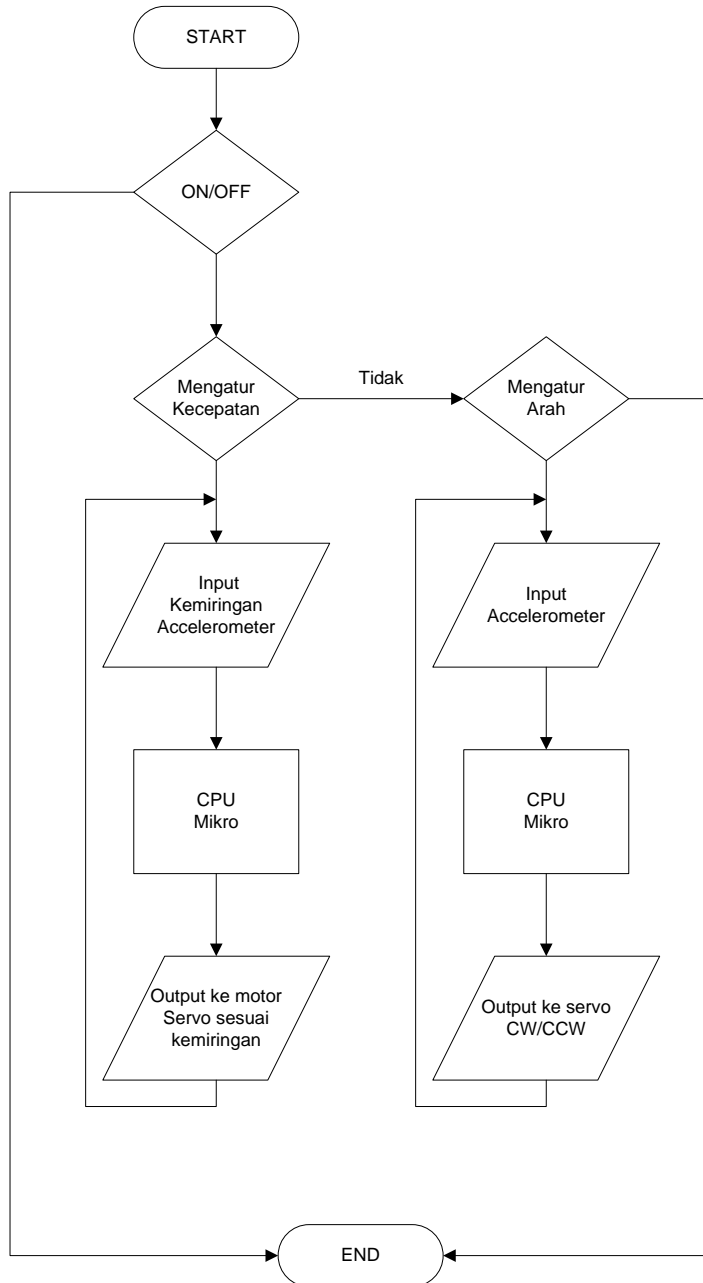 START
ON/OFF
Mengatur
Kecepatan
Tidak
Mengatur
Arah
Input
Kemiringan
Accelerometer
Input
Accelerometer
CPU
Mikro
CPU
Mikro
Output ke motor
Servo sesuai
kemiringan
Output ke servo
CW/CCW
END